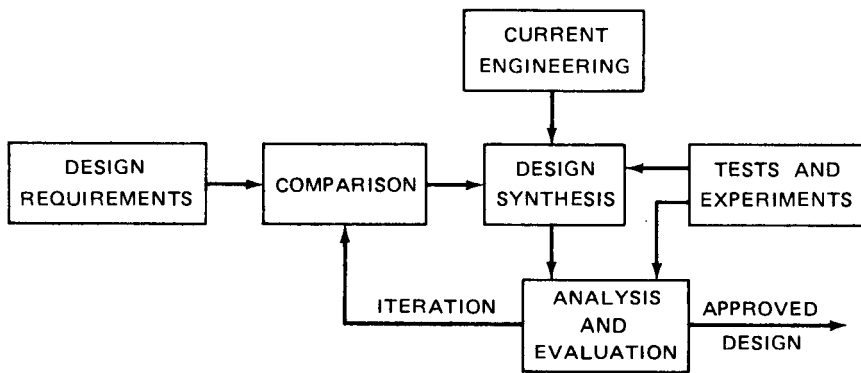 CURRENT
ENGINEERING
DESIGN
REQUIREMENTS
COMPARISON
DESIGN
SYNTHESIS
TESTS AND
EXPERIMENTS
ITERATION
ANALYSIS
AND
EVALUATION
APPROVED
DESIGN